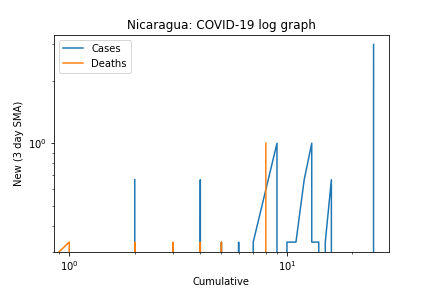 Nicaragua: COVID-19 log graph
Cases
Deaths
New (3 day SMA)
10⁰
10⁰
10¹
Cumulative